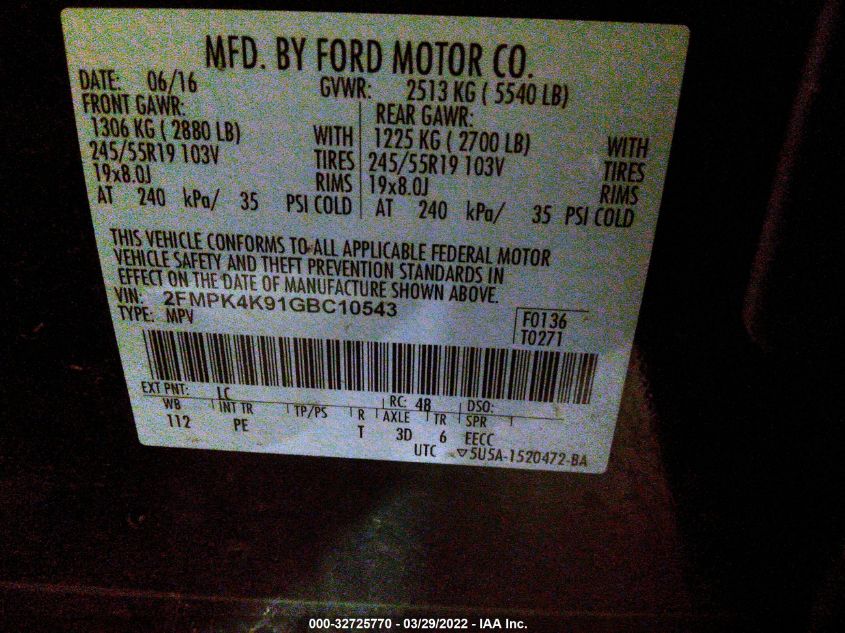 MFD. BY FORD MOTOR CO.
DATE: 06/16 GVWR: 2513 KG ( 5540 LB)
FRONT GAWR: REAR GAWR:
1306 KG ( 2880 LB) WITH 1225 KG ( 2700 LB) WITH
245/55R19 103V TIRES 245/55R19 103V TIRES
19x8.0J RIMS 19x8.0J RIMS
AT 240 kPa/ 35 PSI COLD AT 240 kPa/ 35 PSI COLD
THIS VEHICLE CONFORMS TO ALL APPLICABLE FEDERAL MOTOR
VEHICLE SAFETY AND THEFT PREVENTION STANDARDS IN
EFFECT ON THE DATE OF MANUFACTURE SHOWN ABOVE.
VIN: 2FMPK4K91GBC10543
TYPE: MPV F0136
T0271
EXT PNT: LC RC: 48 DSO:
WB INT TR TP/PS R AXLE TR SPR
112 PE T 3D 6 EECC
UTC ▽5U5A-1520472-BA
000-32725770 - 03/29/2022 - IAA Inc.